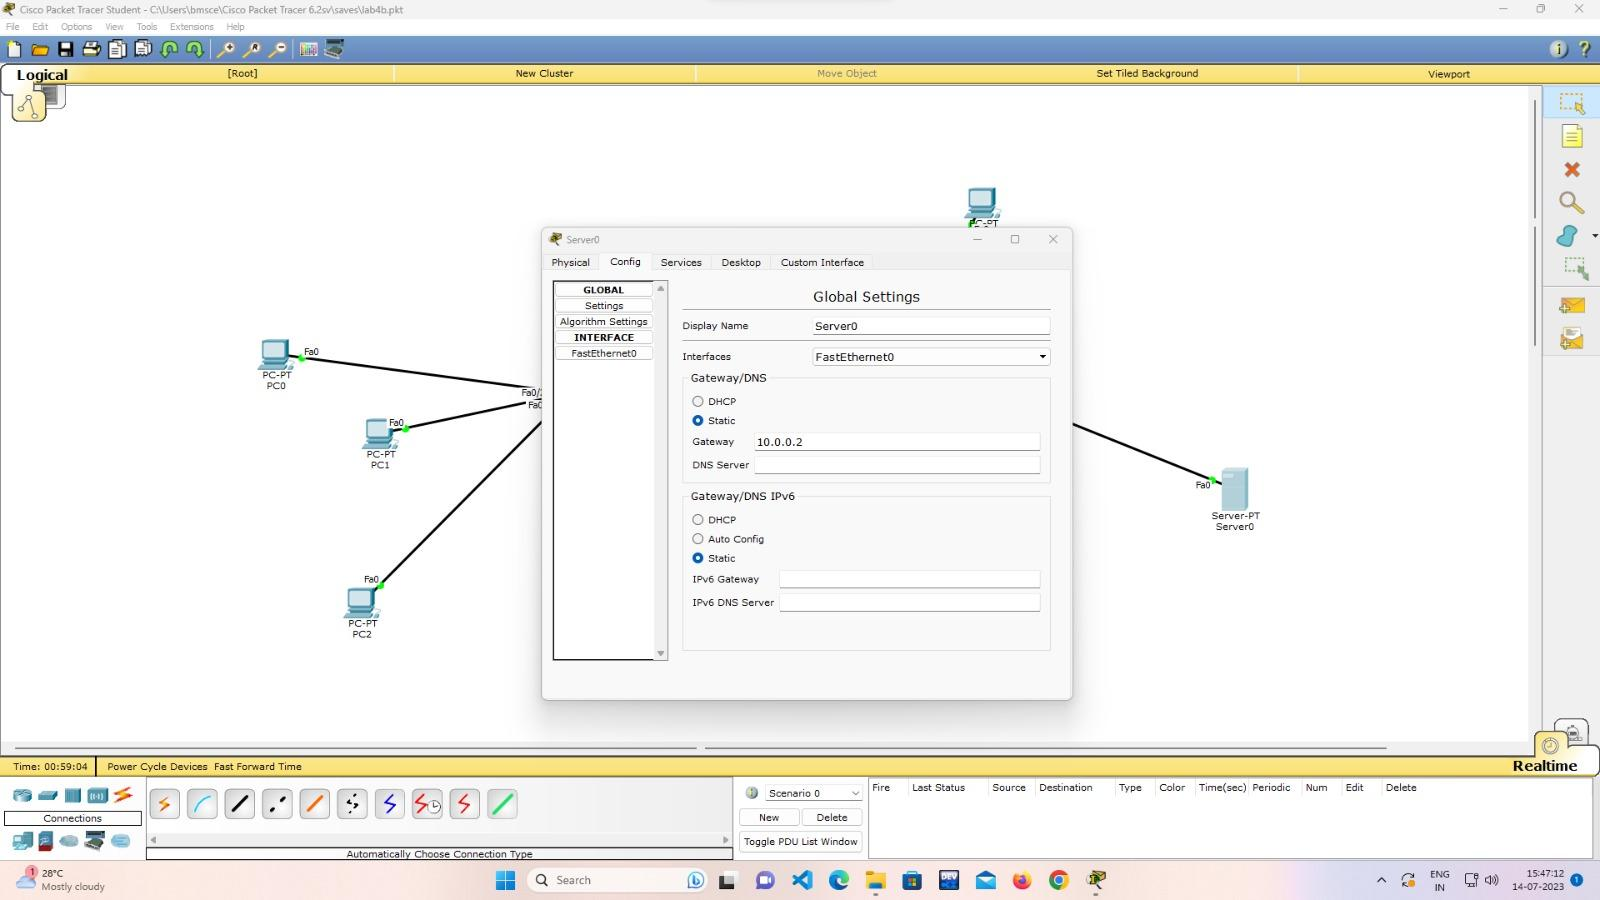 Cisco Packet Tracer Student - C:\Users\bmsce\Cisco Packet Tracer 6.2sv\saves\lab4b.pkt
File Edit Options View Tools Extensions Help
Logical [Root] New Cluster Move Object Set Tiled Background Viewport
PC-PT
Server0
Physical Config Services Desktop Custom Interface
GLOBAL
Settings
Algorithm Settings
INTERFACE
FastEthernet0
Global Settings
Display Name Server0
Interfaces FastEthernet0
Gateway/DNS
DHCP
Static
Gateway 10.0.0.2
DNS Server
Gateway/DNS IPv6
DHCP
Auto Config
Static
IPv6 Gateway
IPv6 DNS Server
Fa0
PC-PT
PC0
Fa0/
Fa0
Fa0
PC-PT
PC1
Fa0
PC-PT
PC2
Fa0
Server-PT
Server0
Time: 00:59:04 Power Cycle Devices Fast Forward Time
Realtime
Connections
Automatically Choose Connection Type
Scenario 0
New Delete
Toggle PDU List Window
Fire Last Status Source Destination Type Color Time(sec) Periodic Num Edit Delete
1
28°C
Mostly cloudy
Search
DEV
ENG
IN
15:47:12
14-07-2023
1